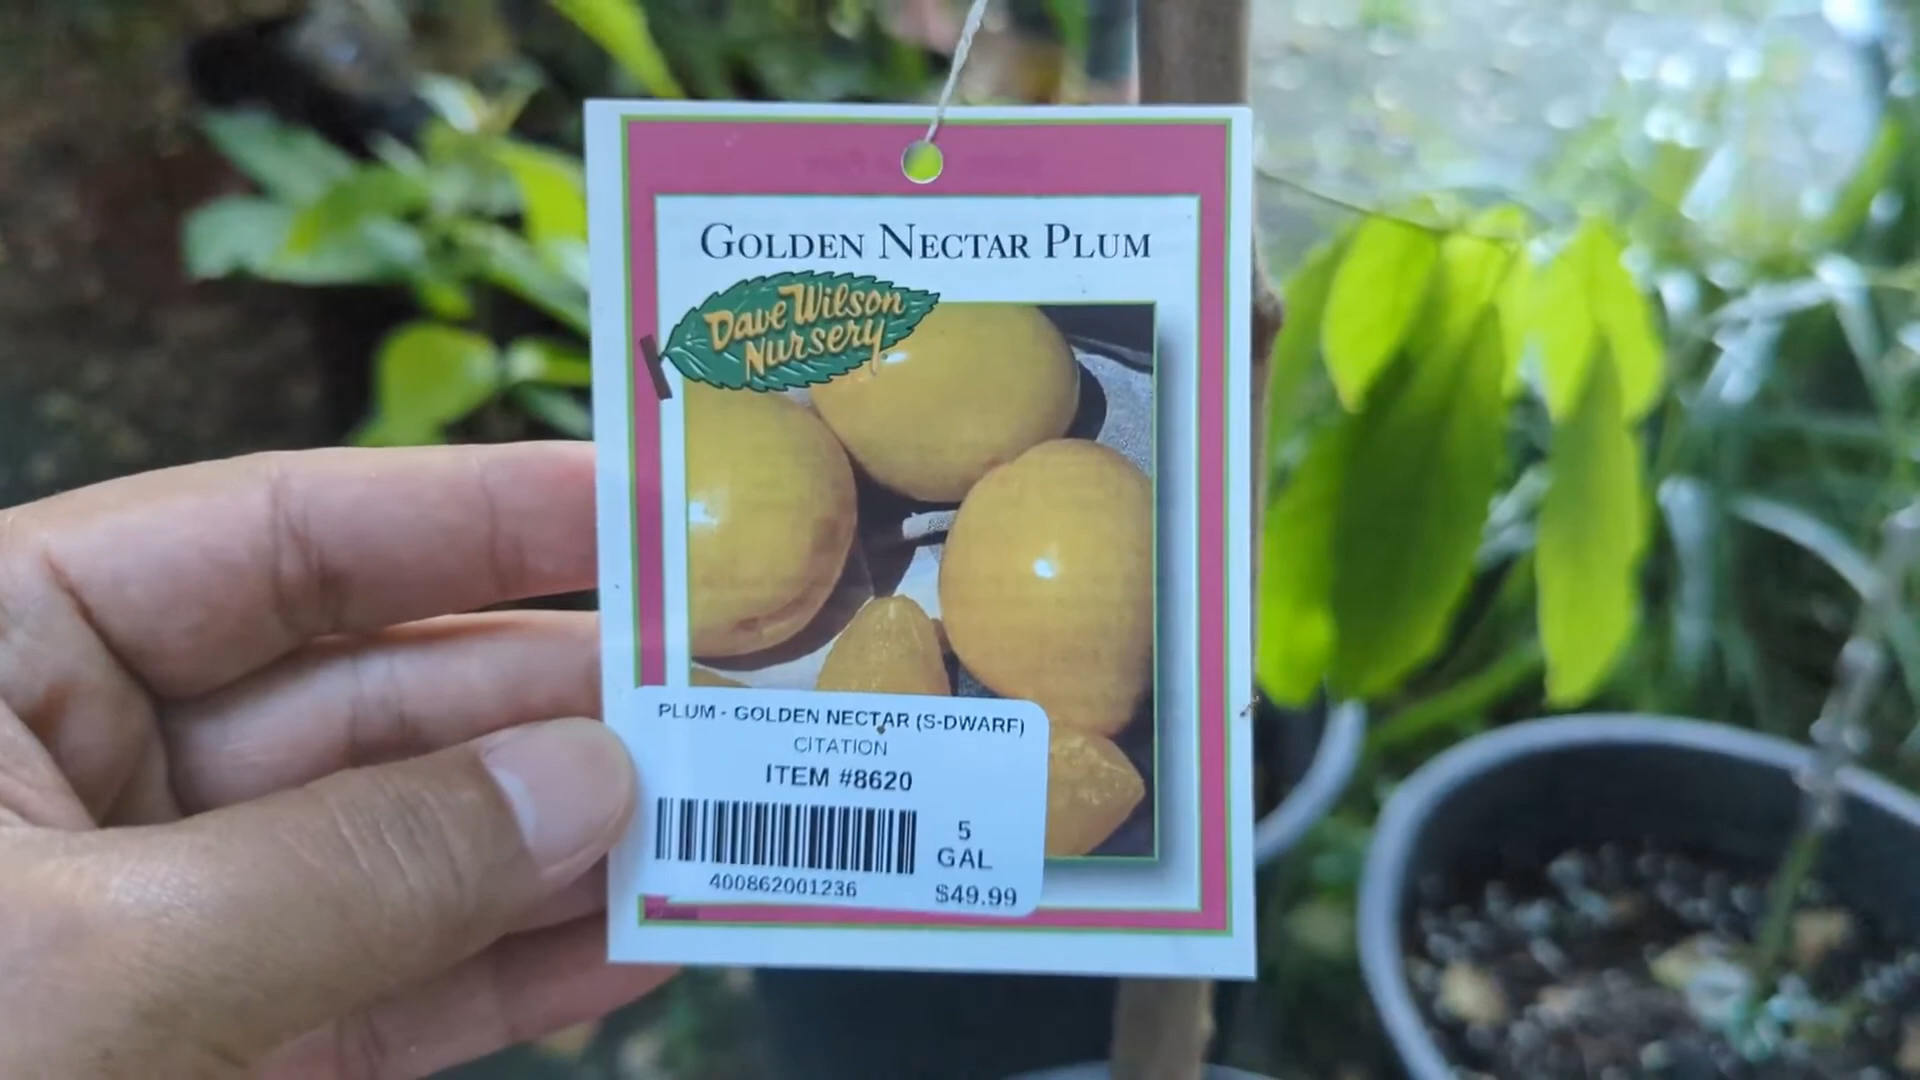 GOLDEN NECTAR PLUM
Dave Wilson
Nursery
PLUM - GOLDEN NECTAR (S-DWARF)
CITATION
ITEM #8620
5
GAL
400862001236
$49.99